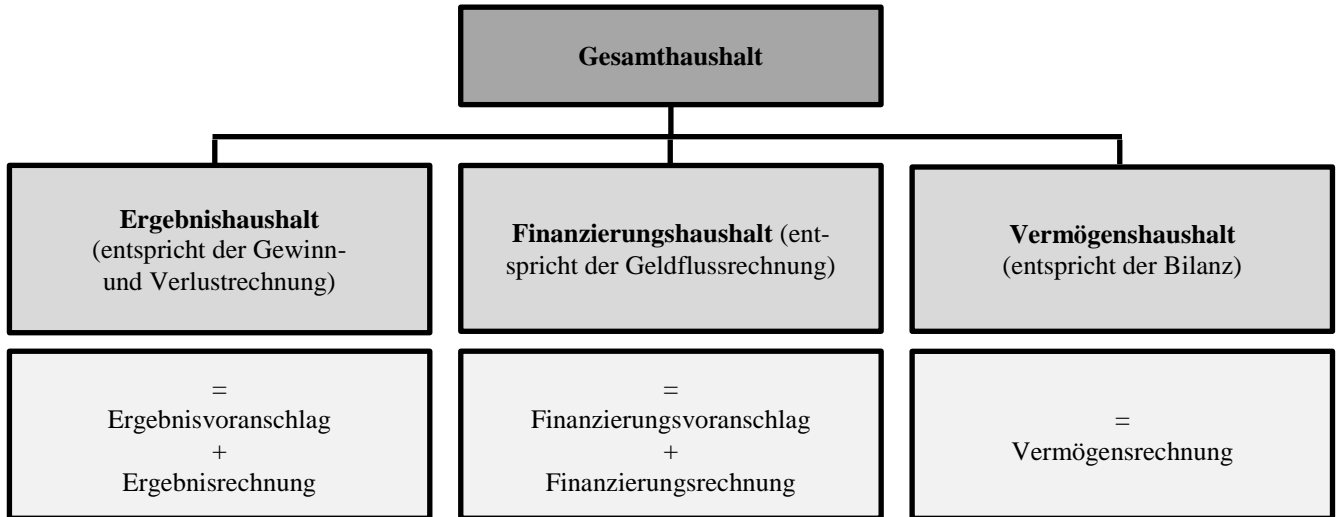 Gesamthaushalt
Ergebnishaushalt
(entspricht der Gewinn-
und Verlustrechnung)
Finanzierungshaushalt (ent-
spricht der Geldflussrechnung)
Vermögenshaushalt
(entspricht der Bilanz)
=
Ergebnisvoranschlag
+
Ergebnisrechnung
=
Finanzierungsvoranschlag
+
Finanzierungsrechnung
=
Vermögensrechnung